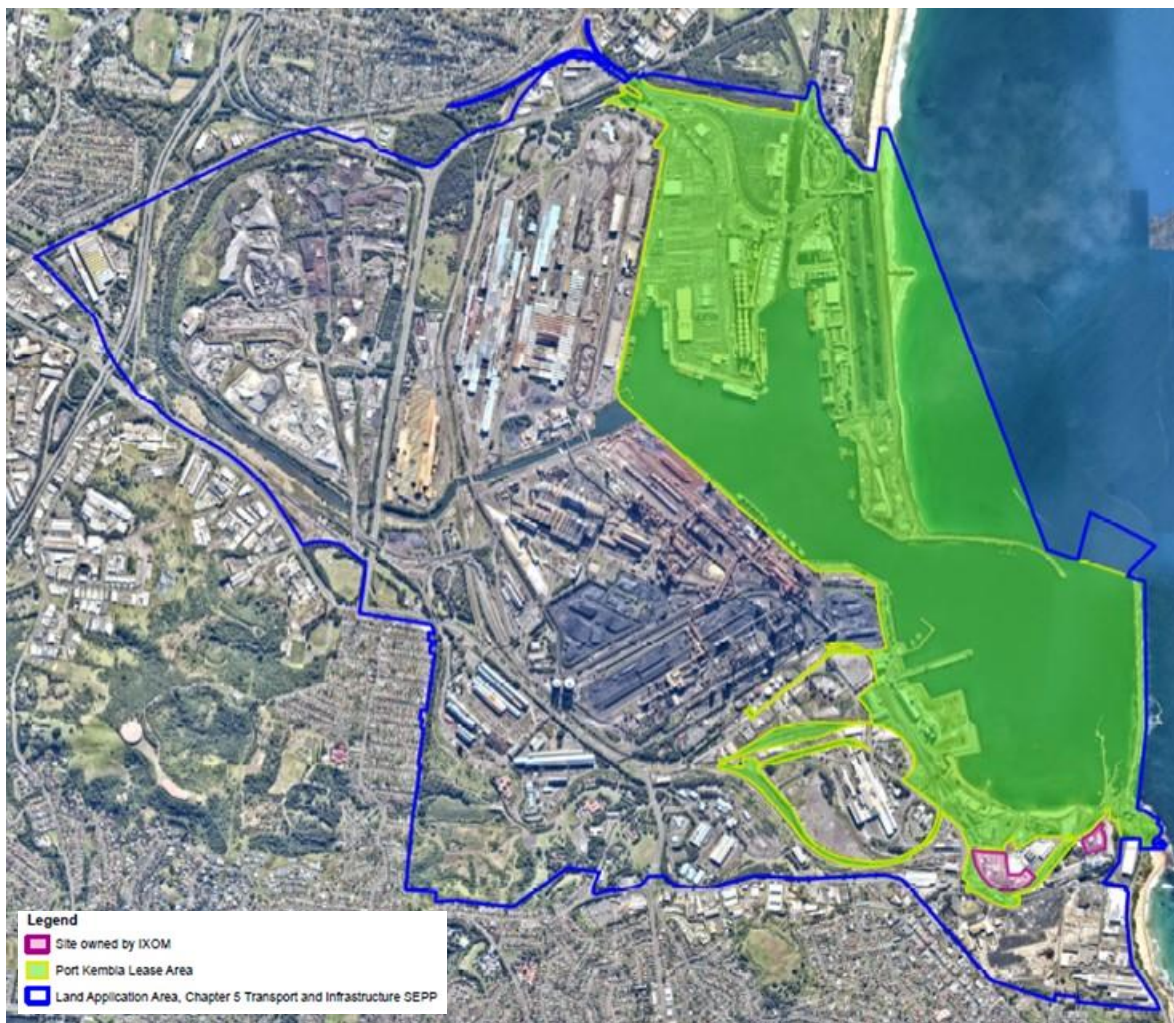 Legend
Site owned by IXOM
Port Kembla Lease Area
Land Application Area, Chapter 5 Transport and Infrastructure SEPP